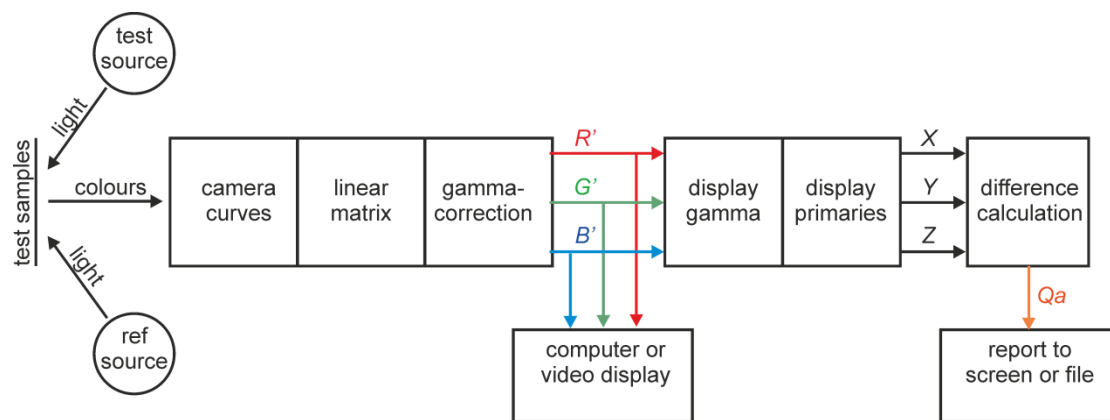 test
source
light
test samples
colours
light
ref
source
camera
curves
linear
matrix
gamma-
correction
R’
G’
B’
display
gamma
display
primaries
X
Y
Z
difference
calculation
Qa
computer or
video display
report to
screen or file